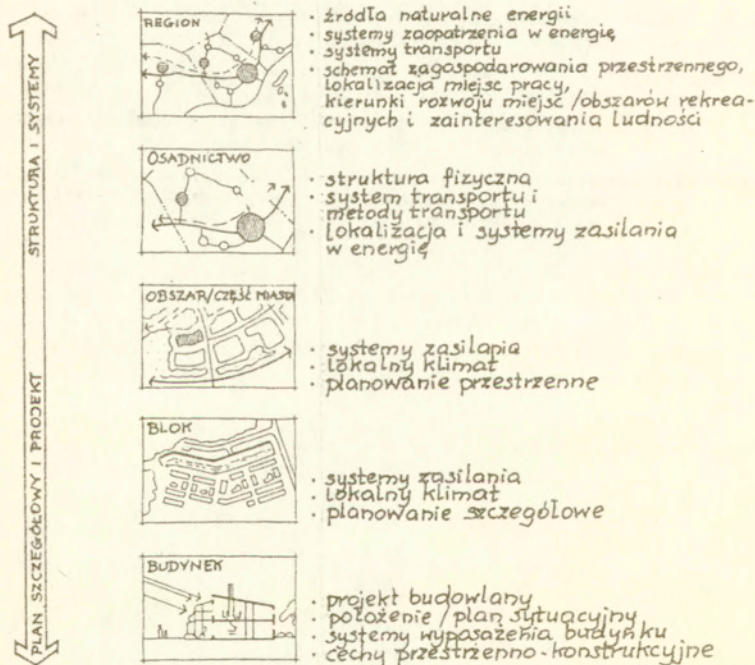 STRUKTURA I SYSTEMY
PLAN SZCZEGÓŁOWY I PROJEKT
REGION
· źródła naturalne energii
· systemy zaopatrzenia w energię
· systemy transportu
· schemat zagospodarowania przestrzennego,
lokalizacja miejsc pracy,
kierunki rozwoju miejsc /obszarów rekrea-
cyjnych i zainteresowania ludności
OSADNICTWO
· struktura fizyczna
· system transportu i
metody transportu
· lokalizacja i systemy zasilania
w energię
OBSZAR/CZĘŚĆ MIASTA
· systemy zasilania
· lokalny klimat
· planowanie przestrzenne
BLOK
· systemy zasilania
· lokalny klimat
· planowanie szczegółowe
BUDYNEK
· projekt budowlany
· położenie / plan sytuacyjny
· systemy wyposażenia budynku
· cechy przestrzenno-konstrukcyjne